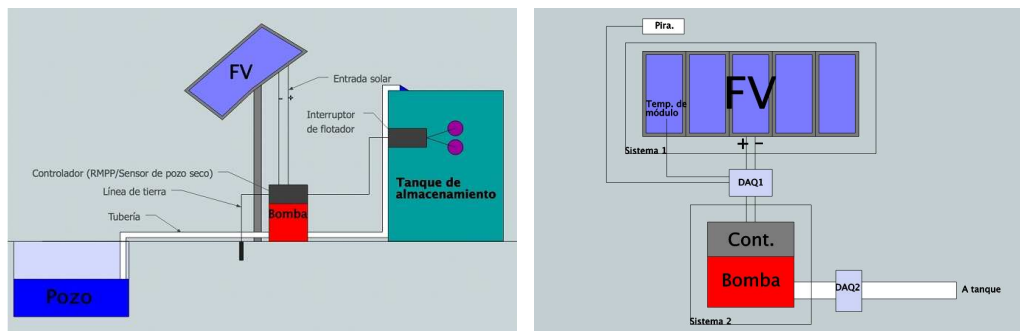 FV
Entrada solar
- +
Interruptor
de flotador
Controlador (RMPP/Sensor de pozo seco)
Línea de tierra
Tubería
Bomba
Tanque de
almacenamiento
Pozo
Pira.
FV
Temp. de
módulo
+ -
Sistema 1
DAQ1
Cont.
Bomba
DAQ2
A tanque
Sistema 2